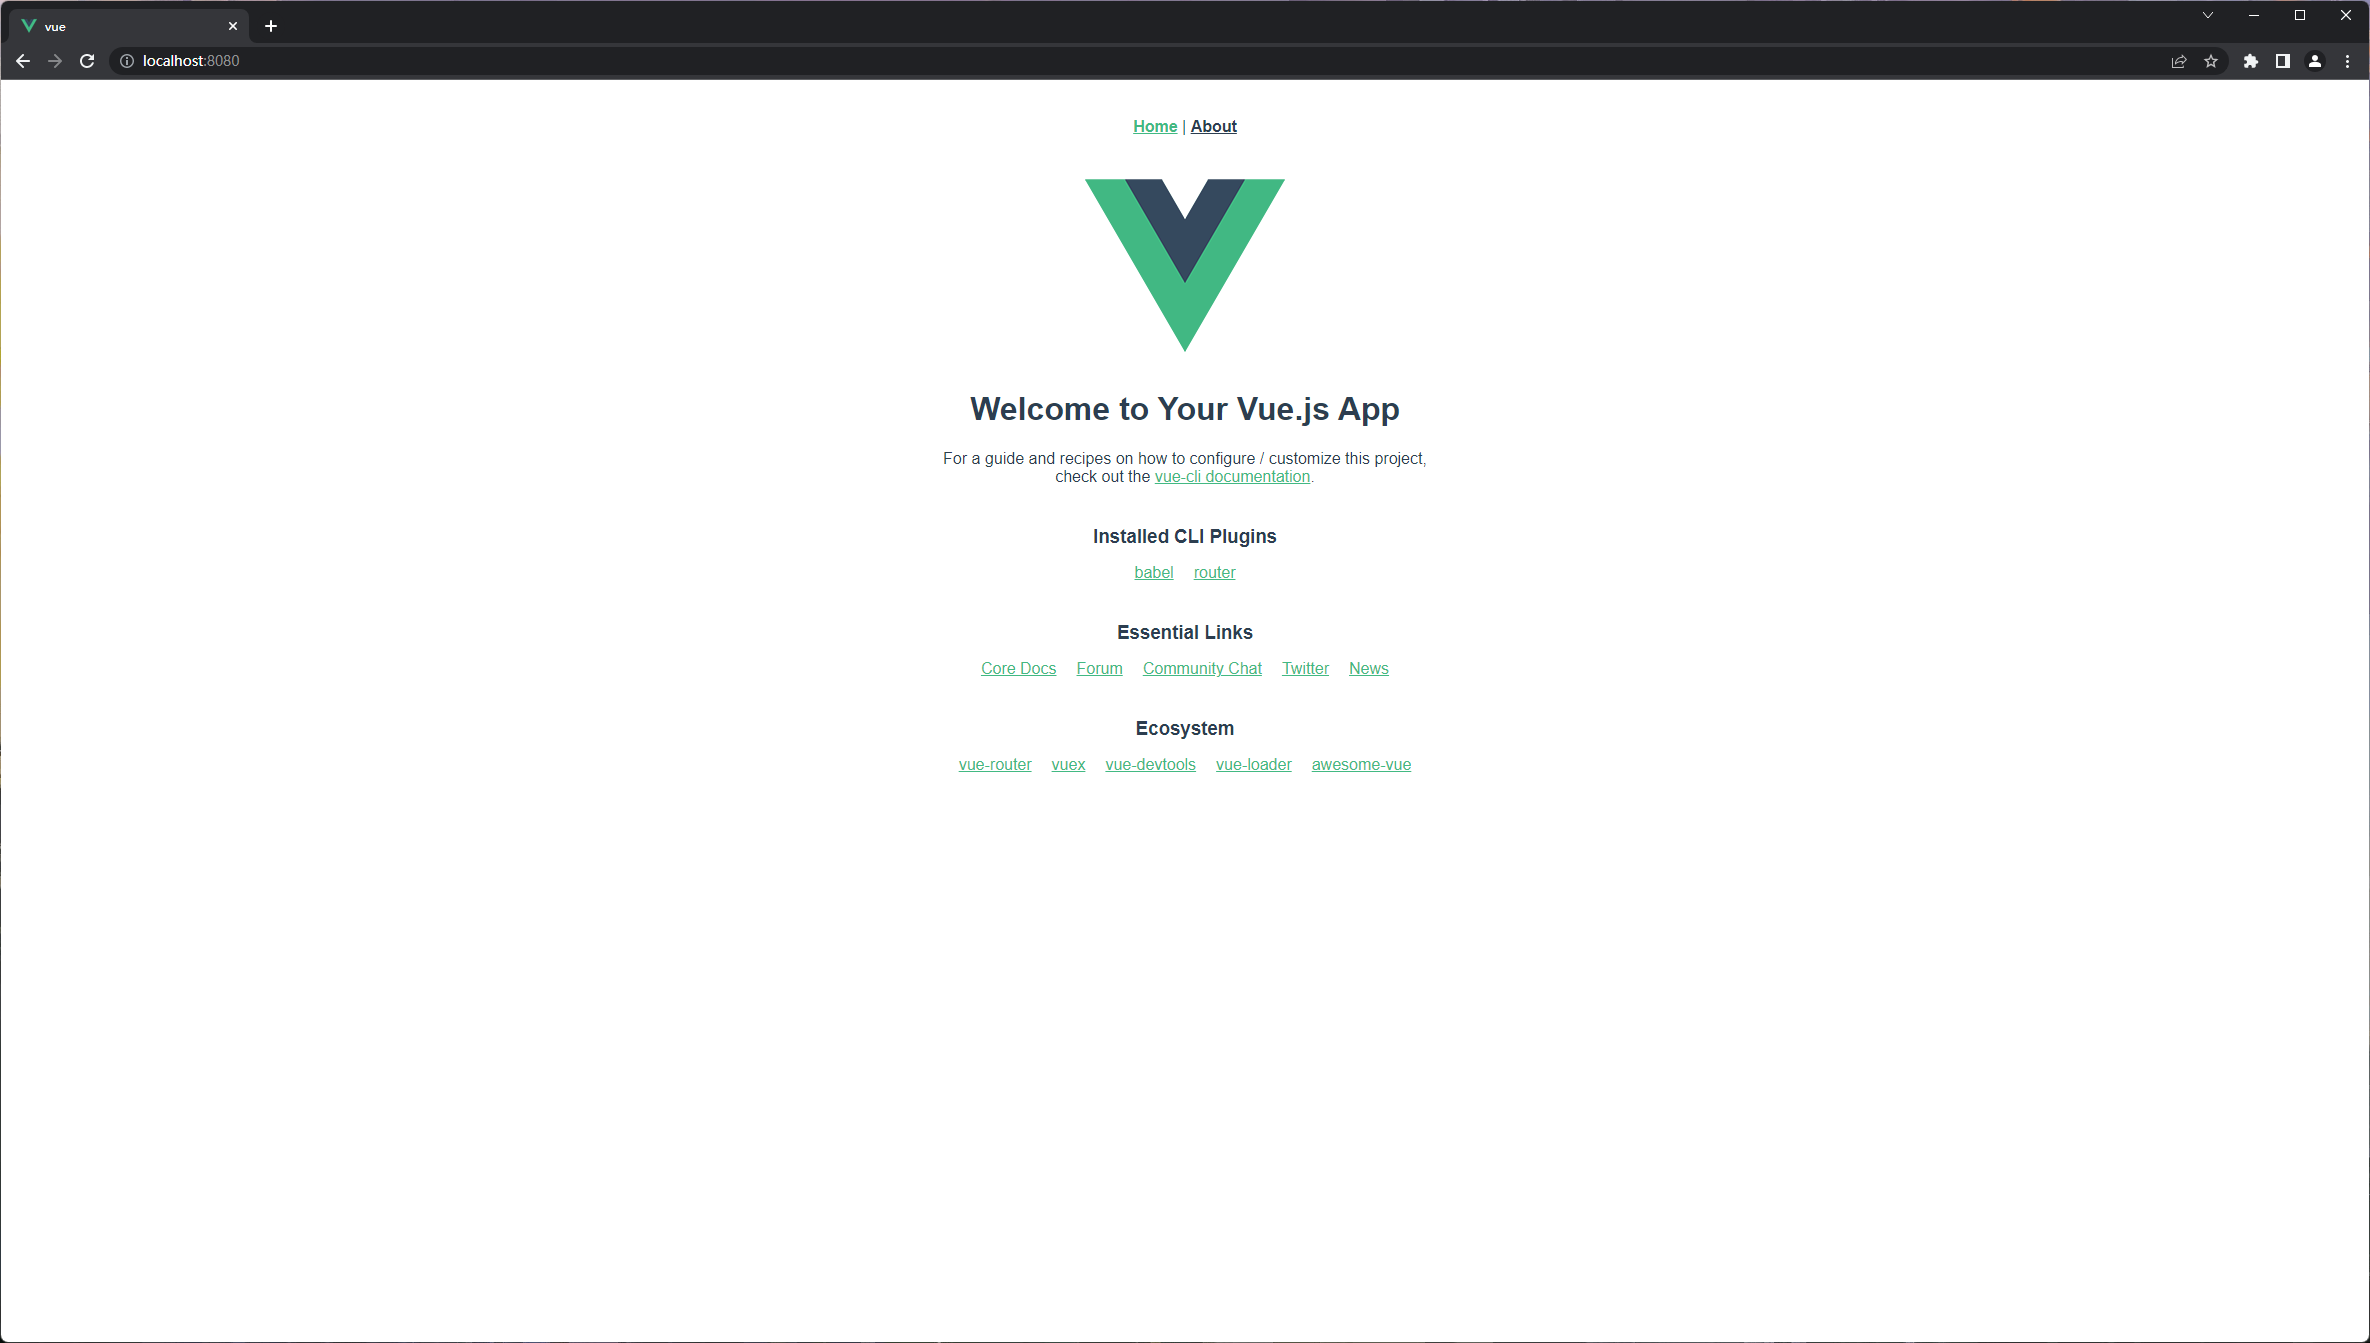 vue
localhost:8080
Home | About
Welcome to Your Vue.js App
For a guide and recipes on how to configure / customize this project,
check out the vue-cli documentation.
Installed CLI Plugins
babel router
Essential Links
Core Docs Forum Community Chat Twitter News
Ecosystem
vue-router vuex vue-devtools vue-loader awesome-vue